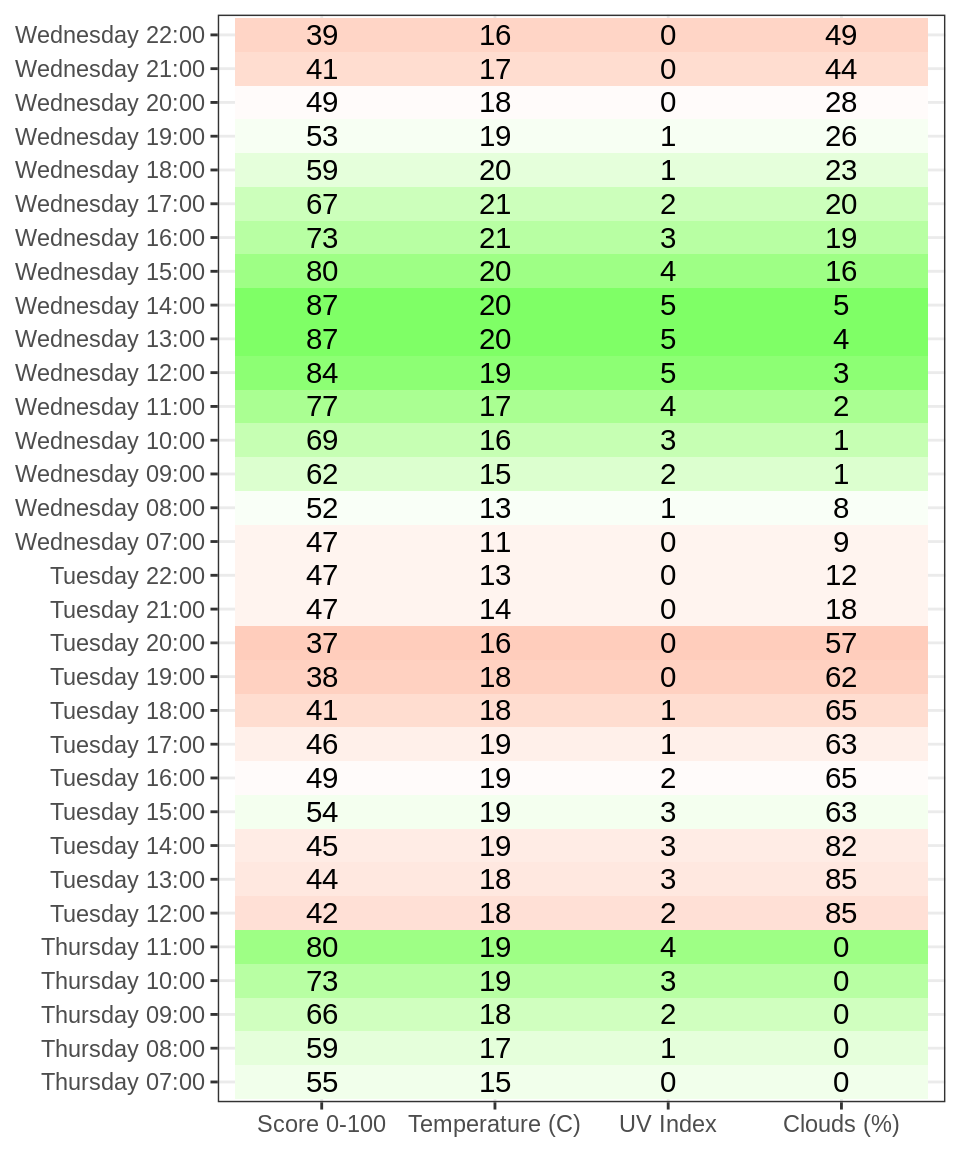 Wednesday 22:00 39 16 0 49
Wednesday 21:00 41 17 0 44
Wednesday 20:00 49 18 0 28
Wednesday 19:00 53 19 1 26
Wednesday 18:00 59 20 1 23
Wednesday 17:00 67 21 2 20
Wednesday 16:00 73 21 3 19
Wednesday 15:00 80 20 4 16
Wednesday 14:00 87 20 5 5
Wednesday 13:00 87 20 5 4
Wednesday 12:00 84 19 5 3
Wednesday 11:00 77 17 4 2
Wednesday 10:00 69 16 3 1
Wednesday 09:00 62 15 2 1
Wednesday 08:00 52 13 1 8
Wednesday 07:00 47 11 0 9
Tuesday 22:00 47 13 0 12
Tuesday 21:00 47 14 0 18
Tuesday 20:00 37 16 0 57
Tuesday 19:00 38 18 0 62
Tuesday 18:00 41 18 1 65
Tuesday 17:00 46 19 1 63
Tuesday 16:00 49 19 2 65
Tuesday 15:00 54 19 3 63
Tuesday 14:00 45 19 3 82
Tuesday 13:00 44 18 3 85
Tuesday 12:00 42 18 2 85
Thursday 11:00 80 19 4 0
Thursday 10:00 73 19 3 0
Thursday 09:00 66 18 2 0
Thursday 08:00 59 17 1 0
Thursday 07:00 55 15 0 0
Score 0-100 Temperature (C) UV Index Clouds (%)